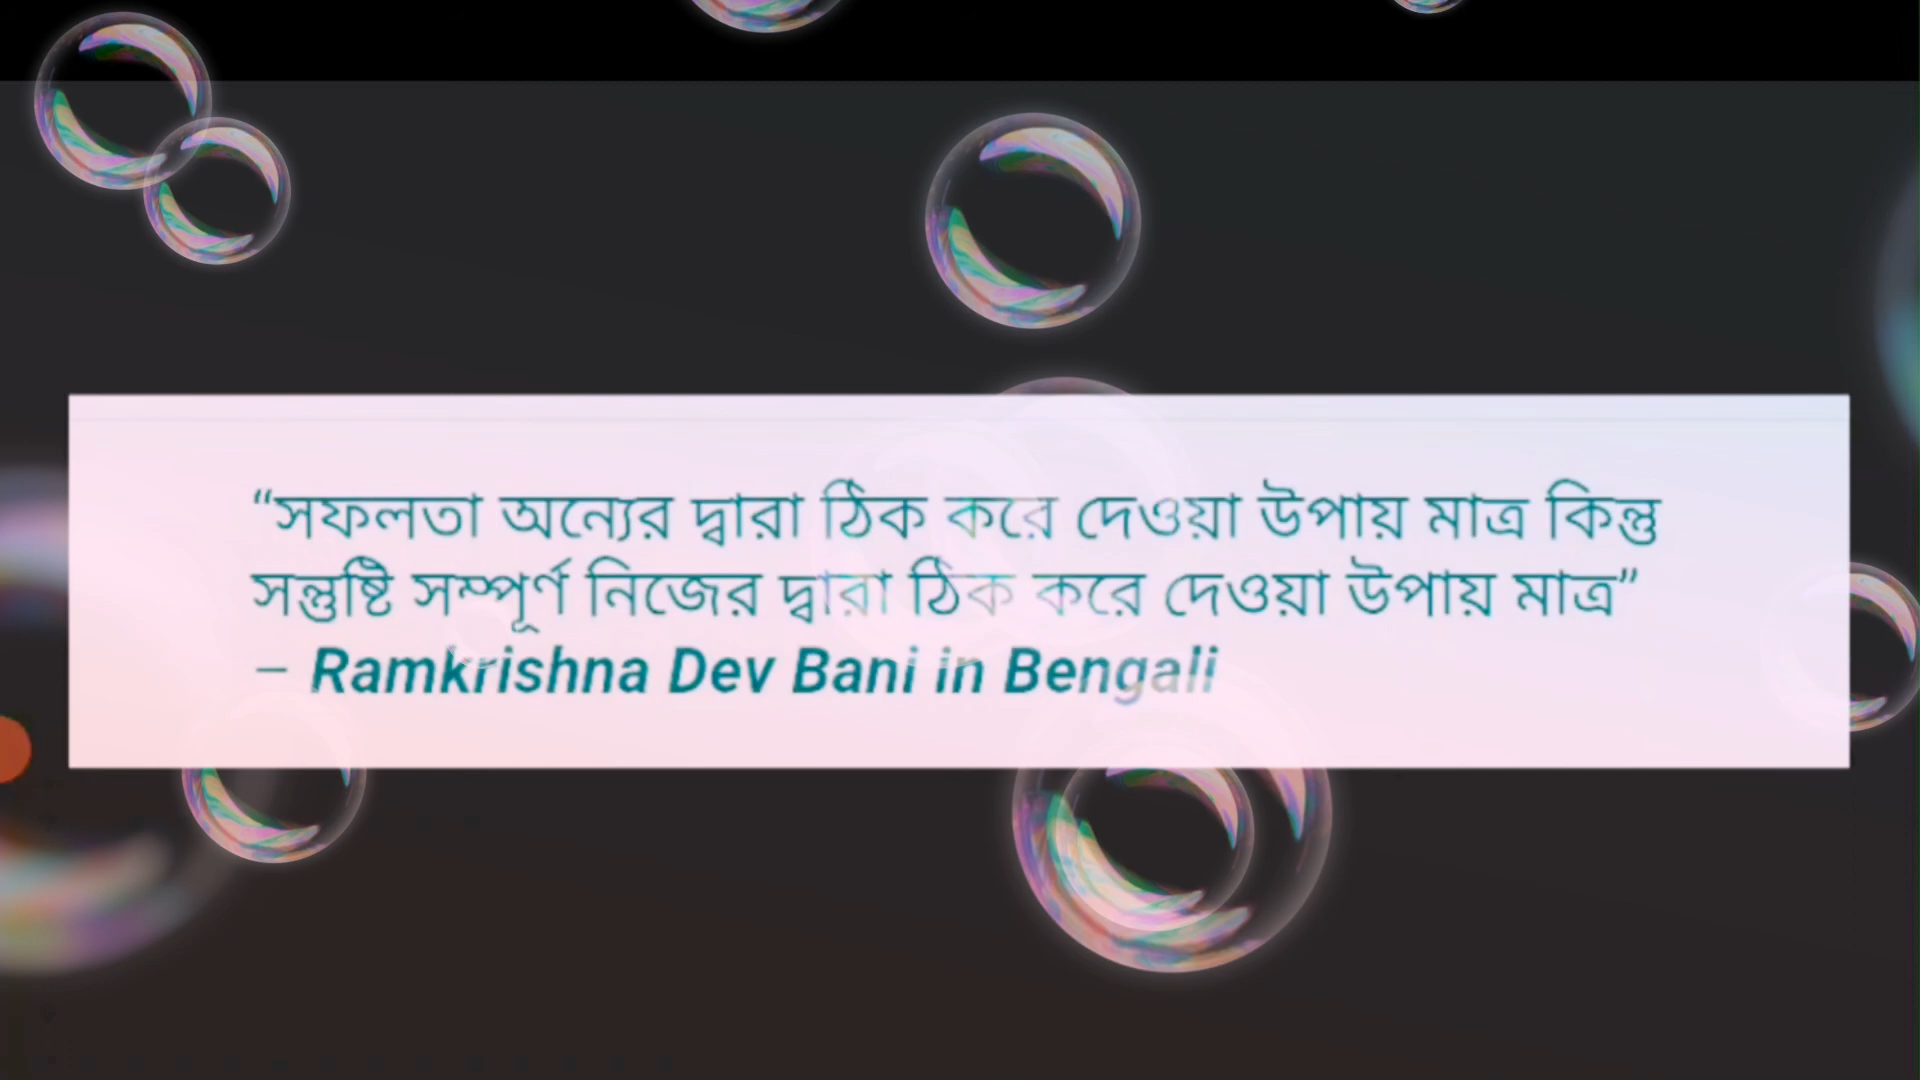 “সফলতা অন্যের দ্বারা ঠিক করে দেওয়া উপায় মাত্র কিন্তু
সন্তুষ্টি সম্পূর্ণ নিজের দ্বারা ঠিক করে দেওয়া উপায় মাত্র”
– Ramkrishna Dev Bani in Bengali